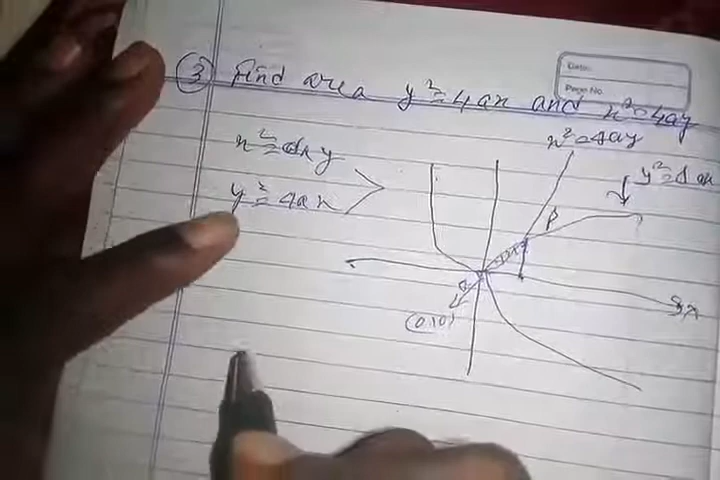 Date:
Page No.
3 Find area y²=4ax and x²=4ay
x²=4ay
y²=4ax
x²=4ay
y²=4ax
P
(0,0)